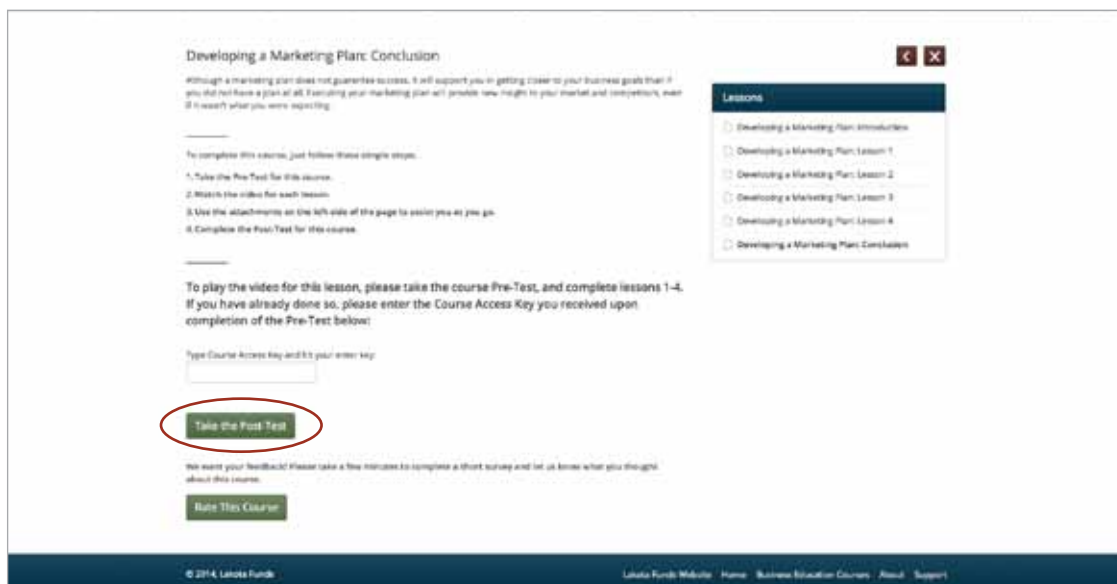 Developing a Marketing Plan: Conclusion
Although a marketing plan does not guarantee success, it will support you in getting closer to your business goals than if
you did not have a plan at all. Executing your marketing plan will provide new insight to your market and competitors, even
if it wasn't what you were expecting.
To complete this course, just follow these simple steps.
1. Take the Pre-Test for this course.
2. Watch the video for each lesson.
3. Use the attachments on the left side of the page to assist you as you go.
4. Complete the Post-Test for this course.
To play the video for this lesson, please take the course Pre-Test, and complete lessons 1-4.
If you have already done so, please enter the Course Access Key you received upon
completion of the Pre-Test below:
Type Course Access Key and hit your enter key:
Take the Post-Test
We want your feedback! Please take a few minutes to complete a short survey and let us know what you thought
about this course.
Rate This Course
Lessons
Developing a Marketing Plan: Introduction
Developing a Marketing Plan: Lesson 1
Developing a Marketing Plan: Lesson 2
Developing a Marketing Plan: Lesson 3
Developing a Marketing Plan: Lesson 4
Developing a Marketing Plan: Conclusion
© 2014, Lakota Funds
Lakota Funds Website Home Business Education Courses About Support